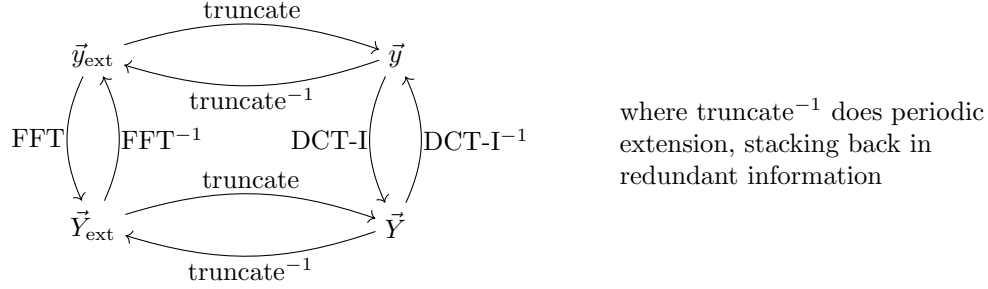 truncate
y⃗_ext y⃗
truncate⁻¹
FFT FFT⁻¹ DCT-I DCT-I⁻¹
truncate
Y⃗_ext Y⃗
truncate⁻¹
where truncate⁻¹ does periodic
extension, stacking back in
redundant information